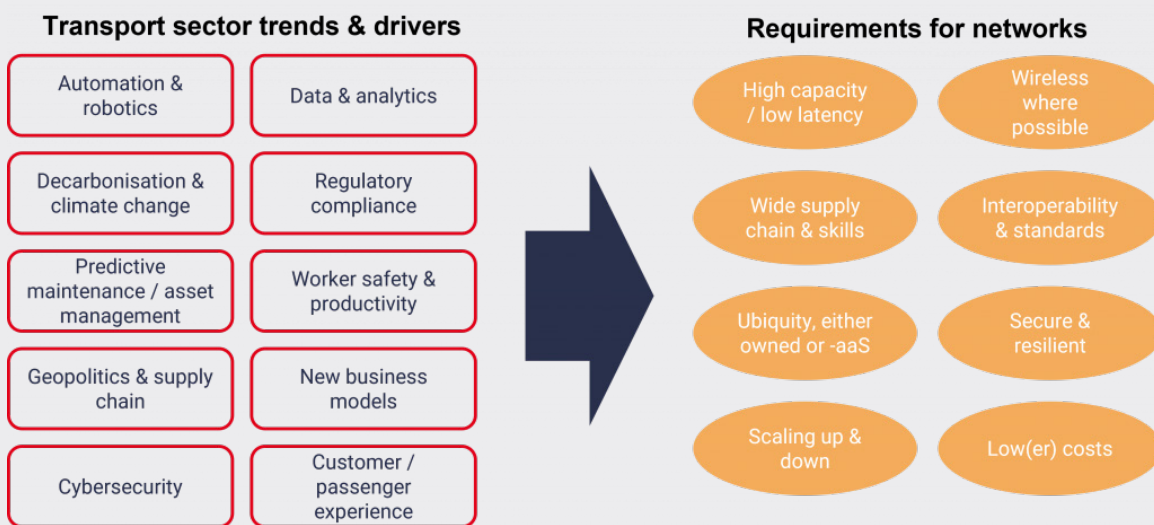 Transport sector trends & drivers
Automation &
robotics
Data & analytics
Decarbonisation &
climate change
Regulatory
compliance
Predictive
maintenance / asset
management
Worker safety &
productivity
Geopolitics & supply
chain
New business
models
Cybersecurity
Customer /
passenger
experience
Requirements for networks
High capacity
/ low latency
Wireless
where
possible
Wide supply
chain & skills
Interoperability
& standards
Ubiquity, either
owned or -aaS
Secure &
resilient
Scaling up &
down
Low(er) costs